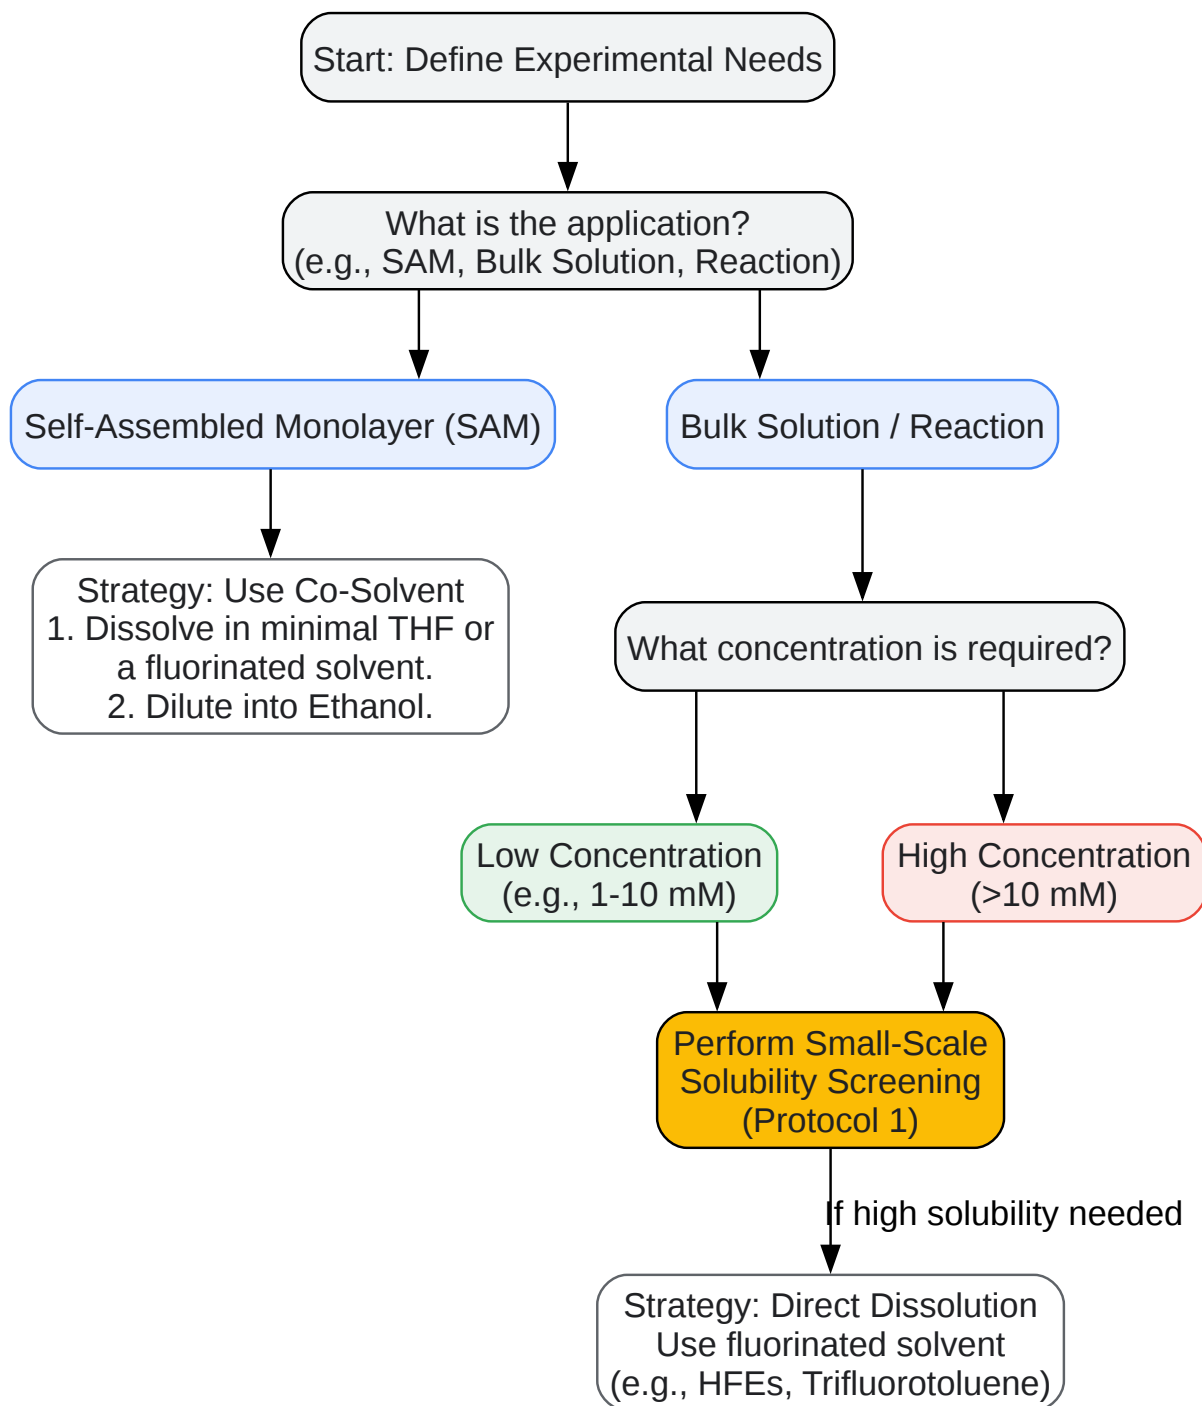 Start: Define Experimental Needs
What is the application?
(e.g., SAM, Bulk Solution, Reaction)
Self-Assembled Monolayer (SAM)
Bulk Solution / Reaction
Strategy: Use Co-Solvent
1. Dissolve in minimal THF or
a fluorinated solvent.
2. Dilute into Ethanol.
What concentration is required?
Low Concentration
(e.g., 1-10 mM)
High Concentration
(>10 mM)
Perform Small-Scale
Solubility Screening
(Protocol 1)
If high solubility needed
Strategy: Direct Dissolution
Use fluorinated solvent
(e.g., HFEs, Trifluorotoluene)